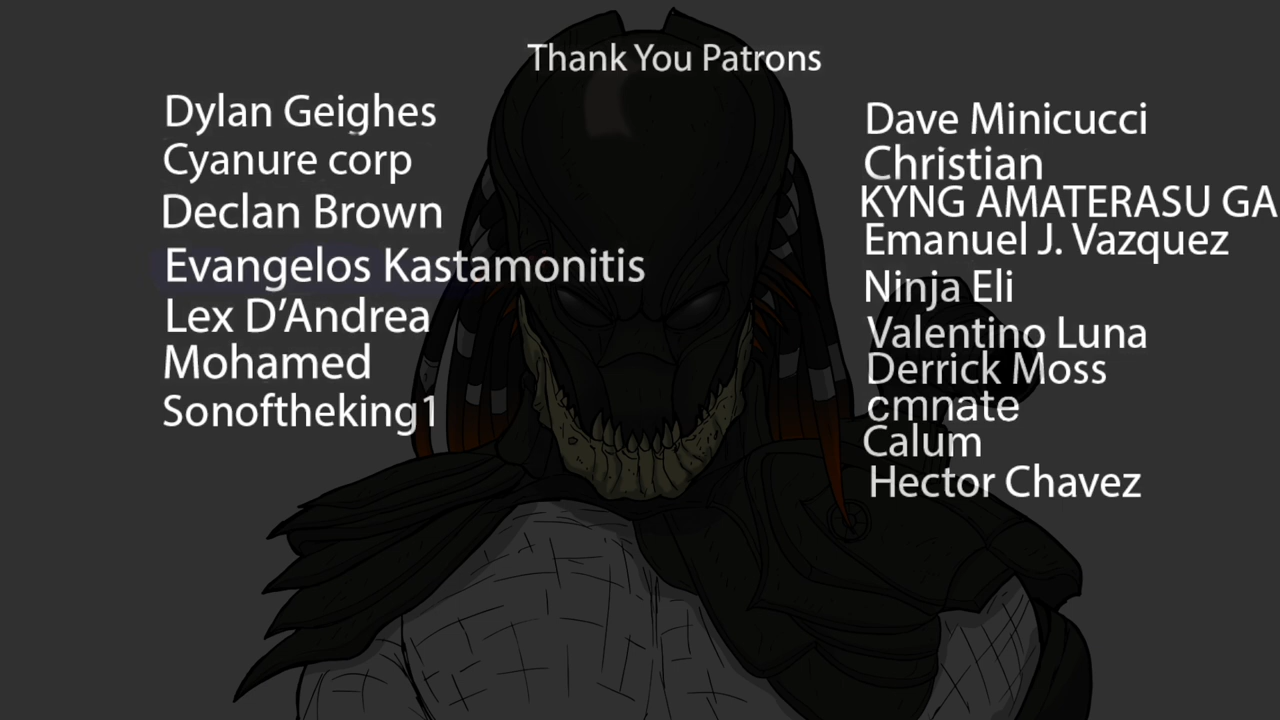 Thank You Patrons
Dylan Geighes
Cyanure corp
Declan Brown
Evangelos Kastamonitis
Lex D’Andrea
Mohamed
Sonoftheking1
Dave Minicucci
Christian
KYNG AMATERASU GA
Emanuel J. Vazquez
Ninja Eli
Valentino Luna
Derrick Moss
cmnate
Calum
Hector Chavez